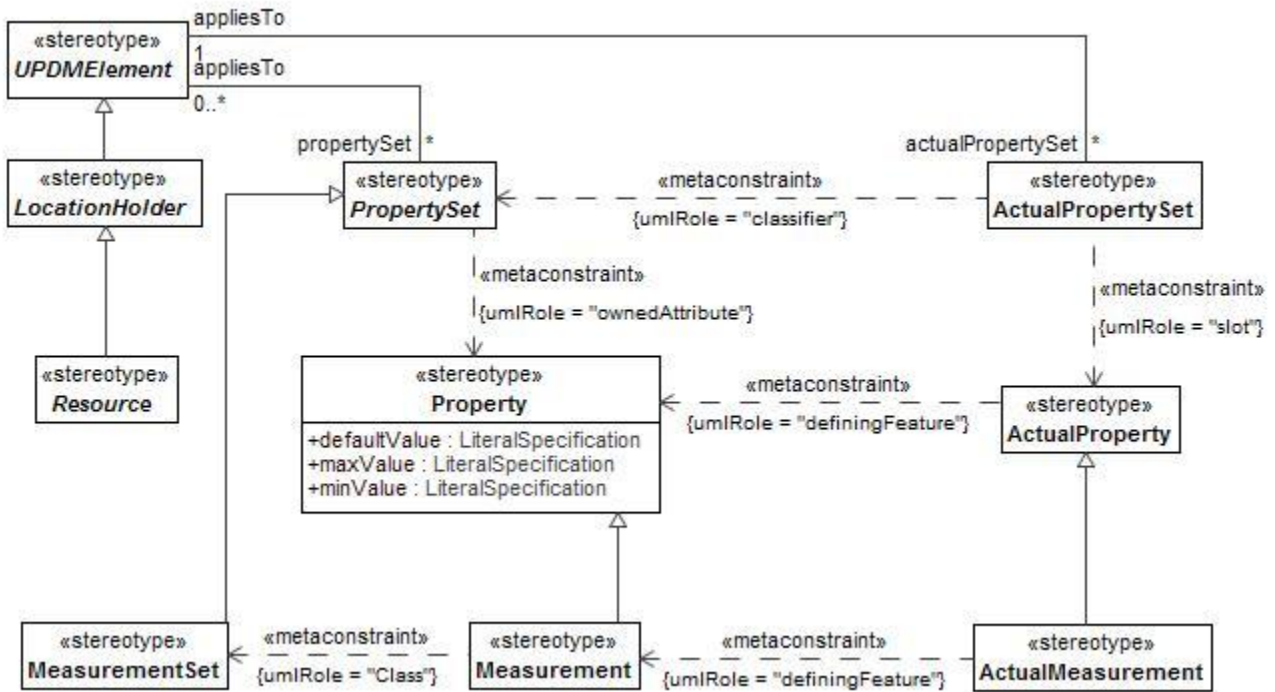 appliesTo
«stereotype»
UPDMElement
1
appliesTo
0..*
propertySet
*
actualPropertySet
*
«stereotype»
LocationHolder
«stereotype»
PropertySet
«metaconstraint»
{umlRole = "classifier"}
«stereotype»
ActualPropertySet
«metaconstraint»
{umlRole = "ownedAttribute"}
«metaconstraint»
{umlRole = "slot"}
«stereotype»
Resource
«stereotype»
Property
+defaultValue : LiteralSpecification
+maxValue : LiteralSpecification
+minValue : LiteralSpecification
«metaconstraint»
{umlRole = "definingFeature"}
«stereotype»
ActualProperty
«stereotype»
MeasurementSet
«metaconstraint»
{umlRole = "Class"}
«stereotype»
Measurement
«metaconstraint»
{umlRole = "definingFeature"}
«stereotype»
ActualMeasurement